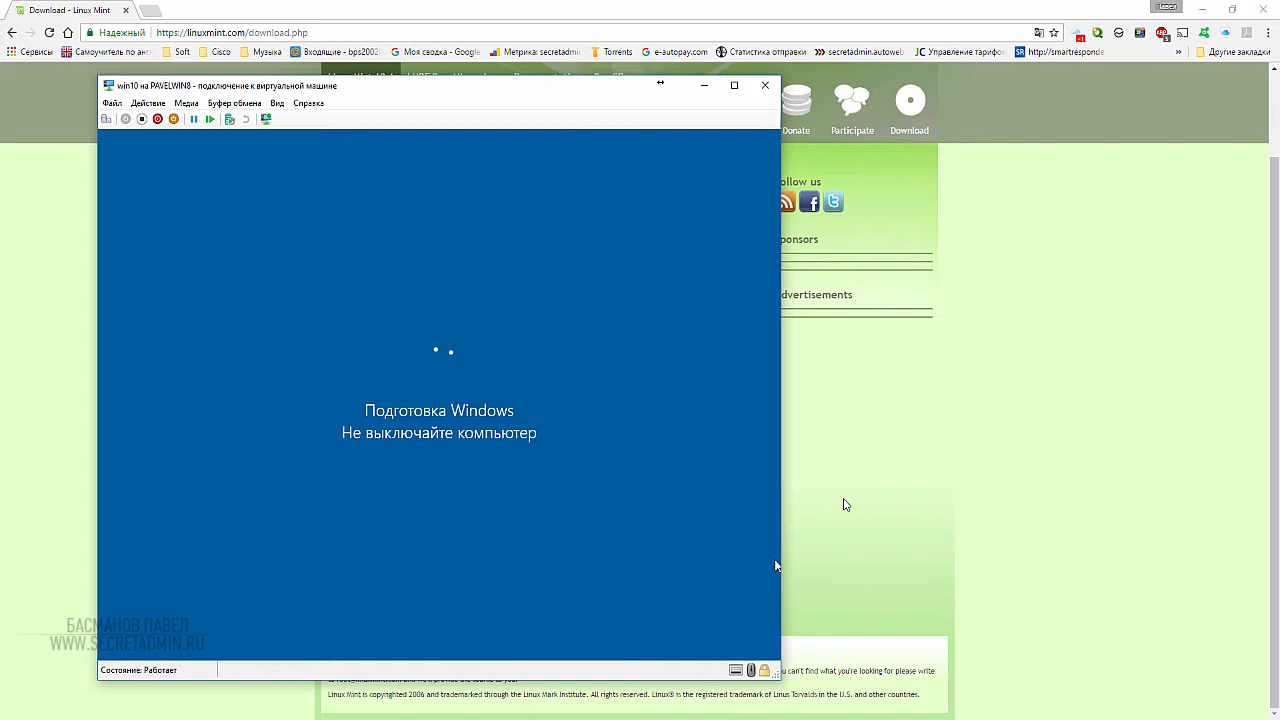 Download - Linux Mint
Надежный
https://linuxmint.com/download.php
Сервисы
Самоучитель по англ
Soft
Cisco
Музыка
Входящие - bps2002
Моя сводка - Google
Метрика: secretadmin
Torrents
e-autopay.com
Статистика отправки
secretadmin.autoweb
Управление тариф
http://smartresponde
»
Другие закладки
win10 на PAVELWIN8 - подключение к виртуальной машине
Файл Действие Медиа Буфер обмена Вид Справка
Donate Participate Download
ollow us
ponsors
dvertisements
Подготовка Windows
Не выключайте компьютер
БАСМАНОВ ПАВЕЛ
WWW.SECRETADMIN.RU
Состояние: Работает
u can't find what you're looking for please write
Linux Mint is copyrighted 2006 and trademarked through the Linux Mark Institute. All rights reserved. Linux® is the registered trademark of Linus Torvalds in the U.S. and other countries.